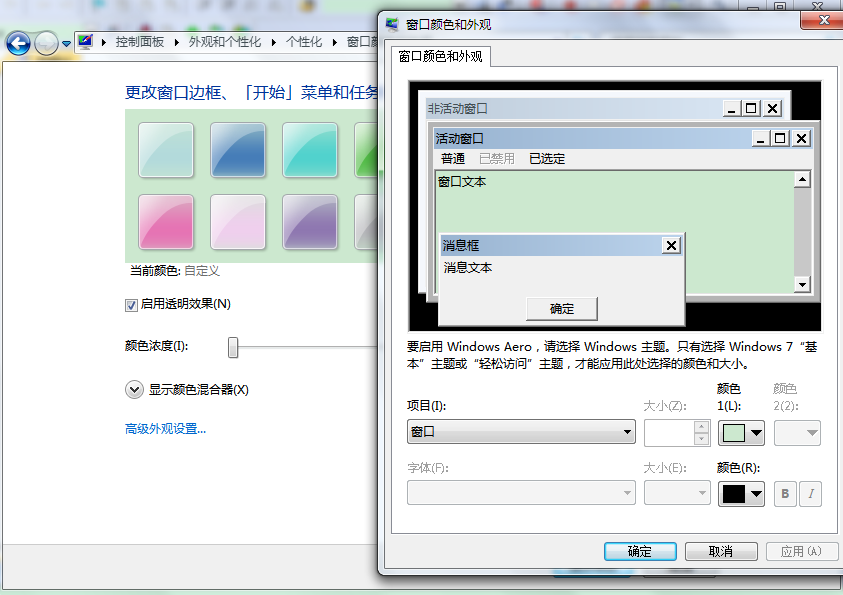 控制面板 ▸ 外观和个性化 ▸ 个性化 ▸ 窗口颜
更改窗口边框、「开始」菜单和任务
当前颜色: 自定义
启用透明效果(N)
颜色浓度(I):
显示颜色混合器(X)
高级外观设置...
窗口颜色和外观
窗口颜色和外观
非活动窗口
活动窗口
普通 已禁用 已选定
窗口文本
消息框
消息文本
确定
要启用 Windows Aero，请选择 Windows 主题。只有选择 Windows 7“基
本”主题或“轻松访问”主题，才能应用此处选择的颜色和大小。
项目(I): 大小(Z): 颜色 1(L): 颜色 2(2):
窗口
字体(F): 大小(E): 颜色(R):
B I
确定 取消 应用(A)